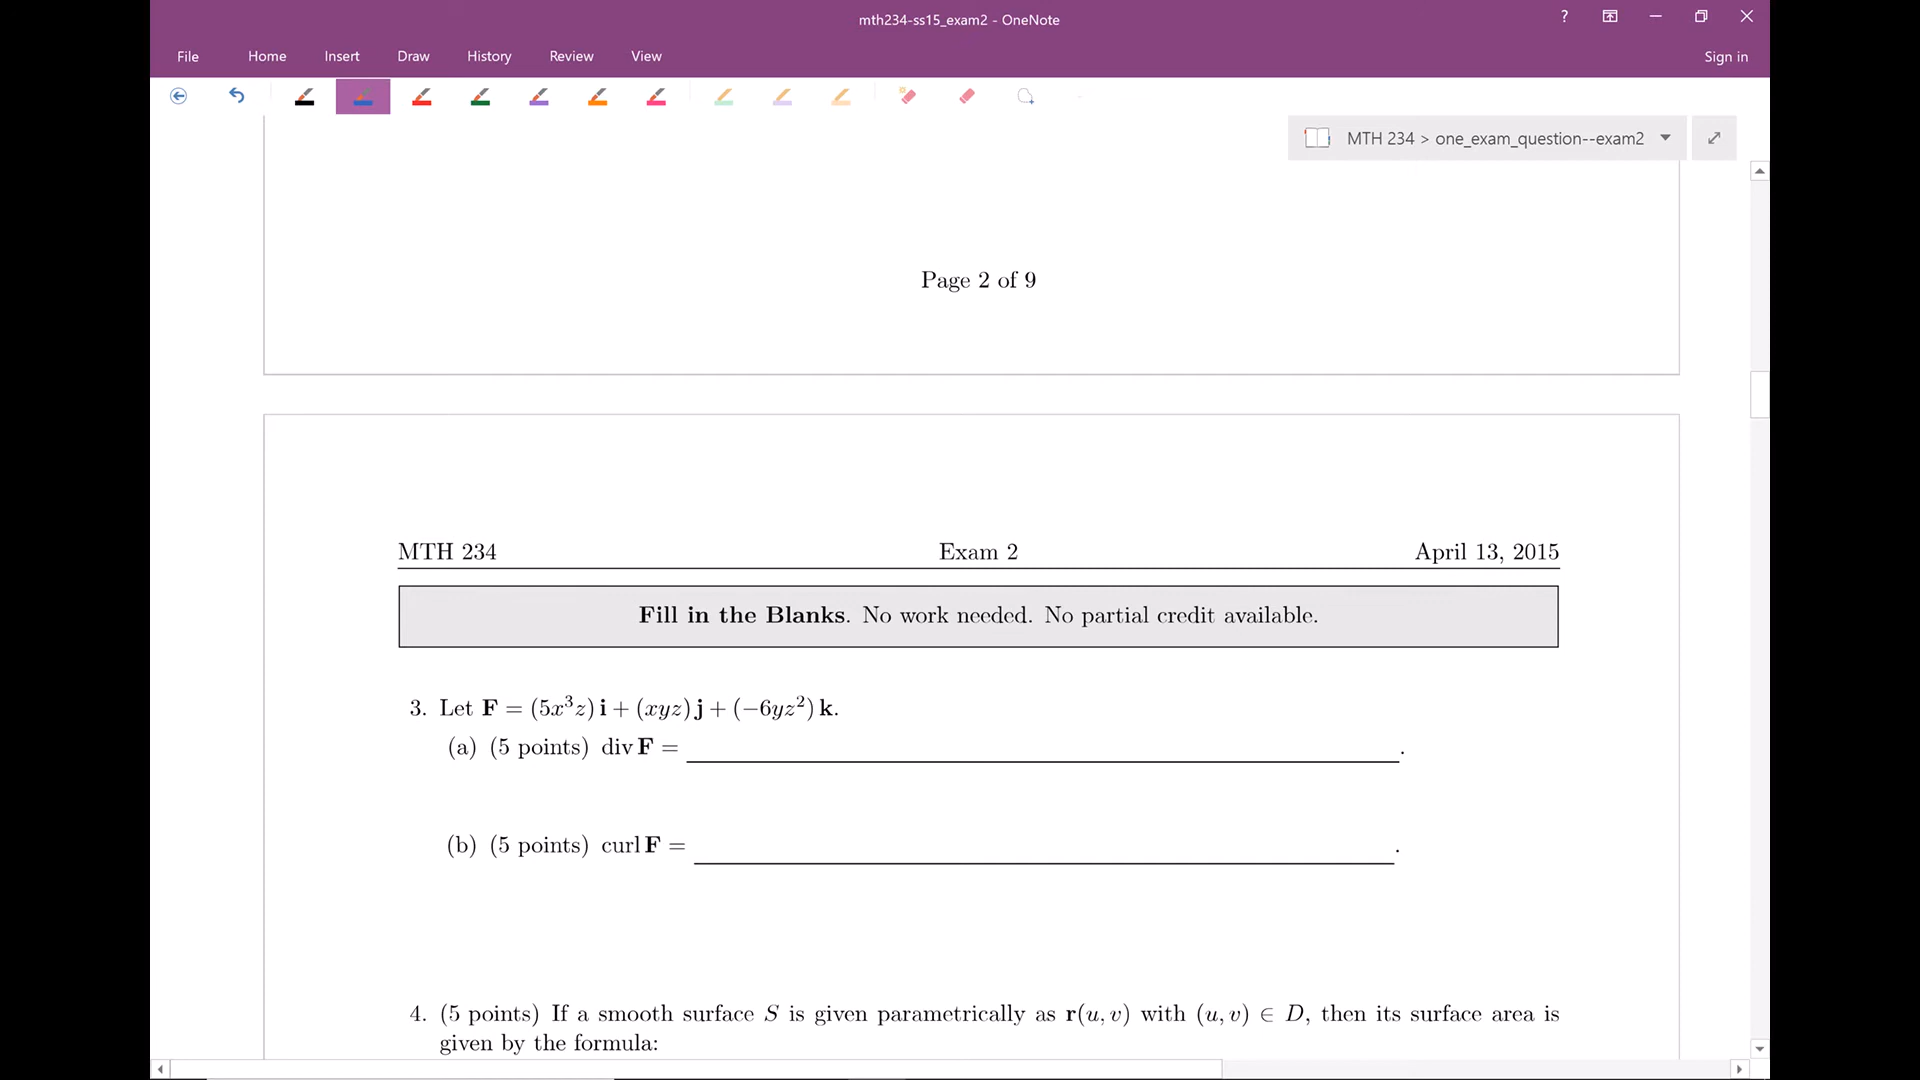 mth234-ss15_exam2 - OneNote
?
File Home Insert Draw History Review View Sign in
MTH 234 > one_exam_question--exam2
Page 2 of 9
MTH 234 Exam 2 April 13, 2015
Fill in the Blanks. No work needed. No partial credit available.
3. Let F = (5x³z) i + (xyz) j + (−6yz²) k.
(a) (5 points) div F = .
(b) (5 points) curl F = .
4. (5 points) If a smooth surface S is given parametrically as r(u, v) with (u, v) ∈ D, then its surface area is
given by the formula: